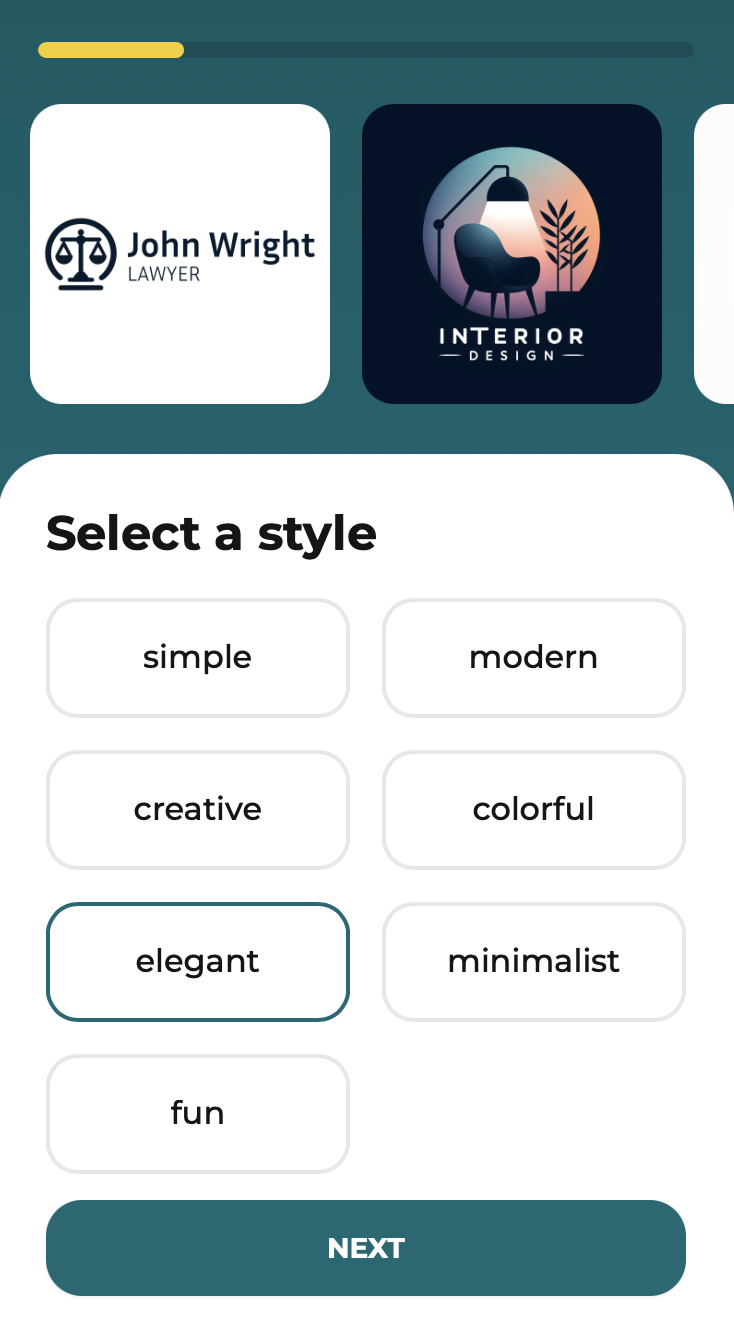 John Wright
LAWYER
INTERIOR
DESIGN
Select a style
simple
modern
creative
colorful
elegant
minimalist
fun
NEXT